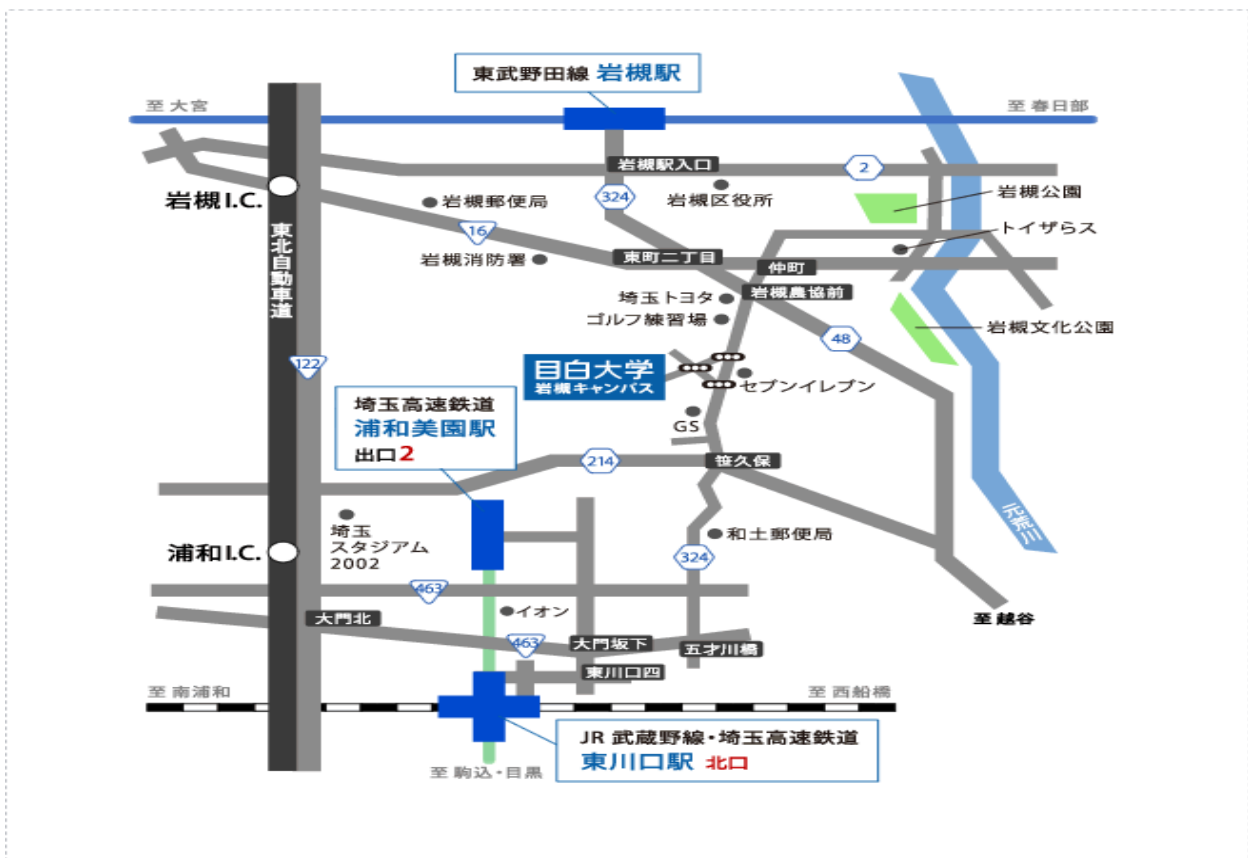 東武野田線 岩槻駅
至 大宮
至 春日部
岩槻駅入口
2
岩槻I.C.
岩槻郵便局
324
岩槻区役所
岩槻公園
16
トイザらス
東北自動車道
岩槻消防署
東町二丁目
仲町
岩槻農協前
埼玉トヨタ
ゴルフ練習場
岩槻文化公園
48
122
目白大学
岩槻キャンパス
セブンイレブン
埼玉高速鉄道
浦和美園駅
出口2
GS
214
笹久保
埼玉
スタジアム
2002
和土郵便局
元荒川
浦和I.C.
324
463
イオン
大門北
至 越谷
463
大門坂下
五才川橋
東川口四
至 南浦和
至 西船橋
JR 武蔵野線・埼玉高速鉄道
東川口駅 北口
至 駒込・目黒